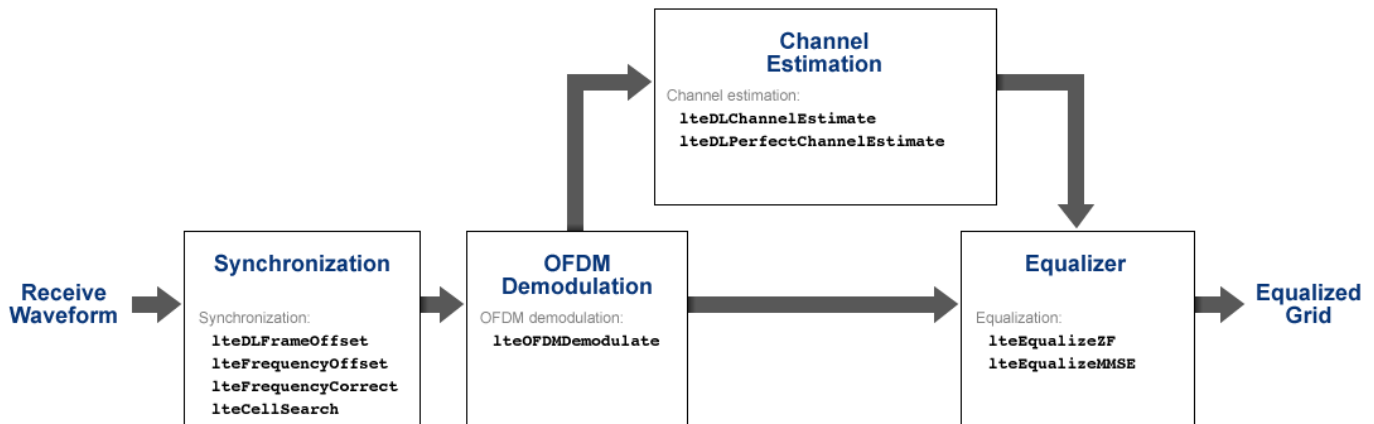 Channel
Estimation
Channel estimation:
lteDLChannelEstimate
lteDLPerfectChannelEstimate
Receive
Waveform
Synchronization
Synchronization:
lteDLFrameOffset
lteFrequencyOffset
lteFrequencyCorrect
lteCellSearch
OFDM
Demodulation
OFDM demodulation:
lteOFDMDemodulate
Equalizer
Equalization:
lteEqualizeZF
lteEqualizeMMSE
Equalized
Grid